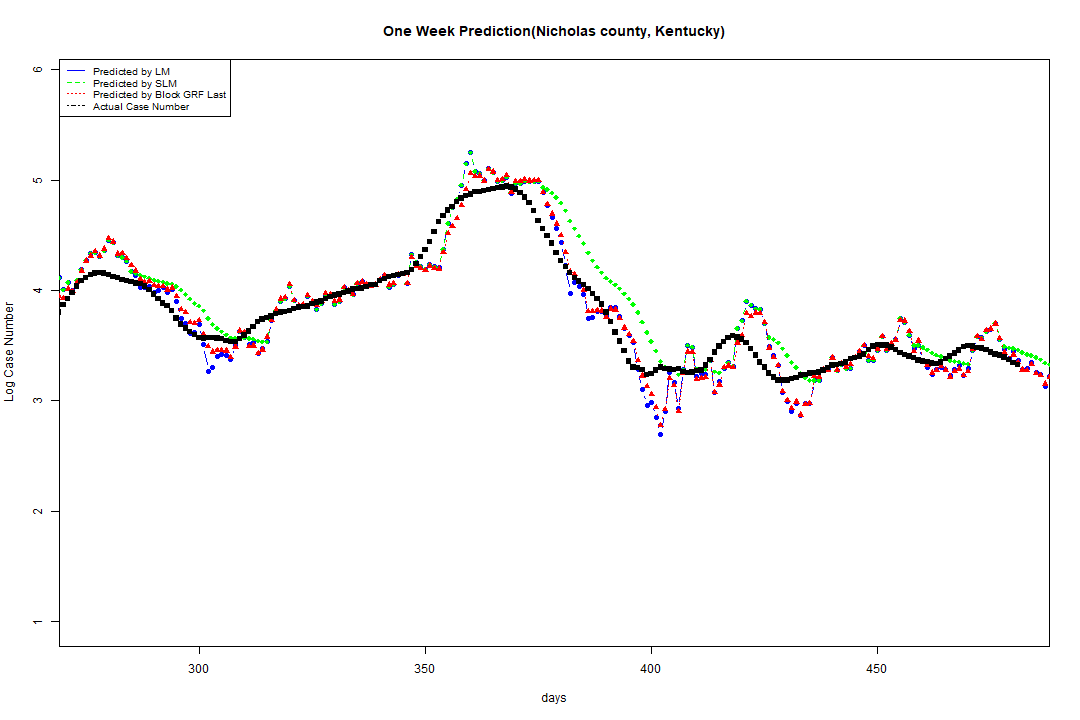 One Week Prediction(Nicholas county, Kentucky)
Predicted by LM
Predicted by SLM
Predicted by Block GRF Last
Actual Case Number
Log Case Number
6
5
4
3
2
1
300 350 400 450
days